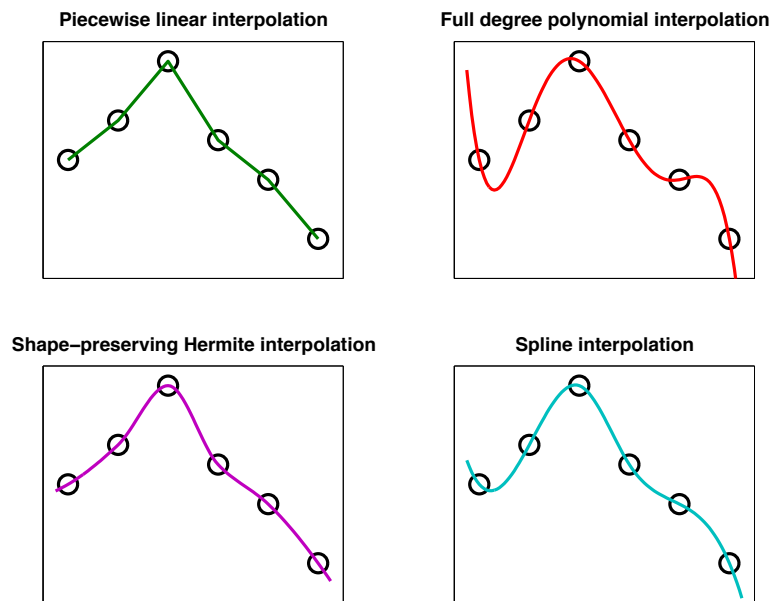 Piecewise linear interpolation
Full degree polynomial interpolation
Shape−preserving Hermite interpolation
Spline interpolation